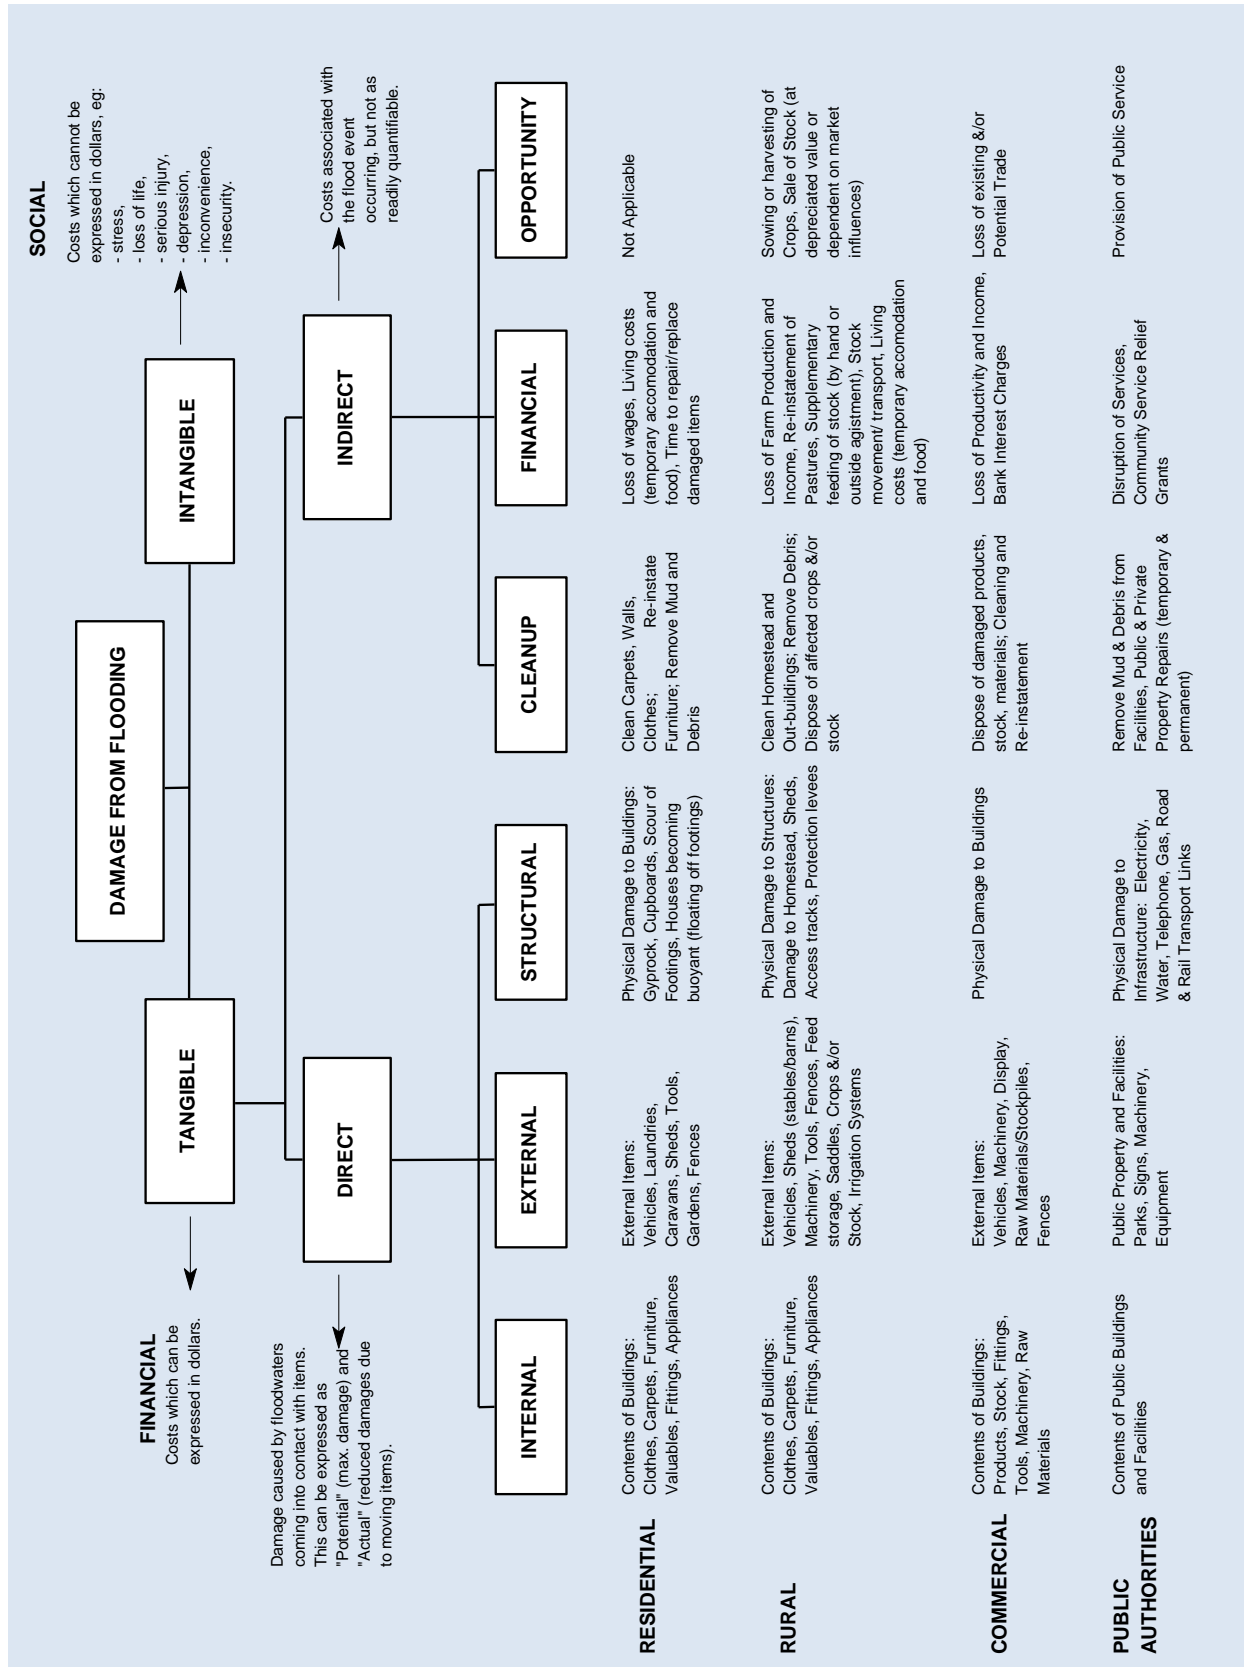 SOCIAL
Costs which cannot be
expressed in dollars, eg:
- stress,
- loss of life,
- serious injury,
- depression,
- inconvenience,
- insecurity.
FINANCIAL
Costs which can be
expressed in dollars.
DAMAGE FROM FLOODING
TANGIBLE
INTANGIBLE
Damage caused by floodwaters
coming into contact with items.
This can be expressed as
"Potential" (max. damage) and
"Actual" (reduced damages due
to moving items).
DIRECT
INDIRECT
Costs associated with
the flood event
occurring, but not as
readily quantifiable.
INTERNAL
EXTERNAL
STRUCTURAL
CLEANUP
FINANCIAL
OPPORTUNITY
RESIDENTIAL
Contents of Buildings:
Clothes, Carpets, Furniture,
Valuables, Fittings, Appliances
External Items:
Vehicles, Laundries,
Caravans, Sheds, Tools,
Gardens, Fences
Physical Damage to Buildings:
Gyprock, Cupboards, Scour of
Footings, Houses becoming
buoyant (floating off footings)
Clean Carpets, Walls,
Clothes; Re-instate
Furniture; Remove Mud and
Debris
Loss of wages, Living costs
(temporary accomodation and
food), Time to repair/replace
damaged items
Not Applicable
RURAL
Contents of Buildings:
Clothes, Carpets, Furniture,
Valuables, Fittings, Appliances
External Items:
Vehicles, Sheds (stables/barns),
Machinery, Tools, Fences, Feed
storage, Saddles, Crops &/or
Stock, Irrigation Systems
Physical Damage to Structures:
Damage to Homestead, Sheds,
Access tracks, Protection levees
Clean Homestead and
Out-buildings; Remove Debris;
Dispose of affected crops &/or
stock
Loss of Farm Production and
Income, Re-instatement of
Pastures, Supplementary
feeding of stock (by hand or
outside agistment), Stock
movement/ transport, Living
costs (temporary accomodation
and food)
Sowing or harvesting of
Crops, Sale of Stock (at
depreciated value or
dependent on market
influences)
COMMERCIAL
Contents of Buildings:
Products, Stock, Fittings,
Tools, Machinery, Raw
Materials
External Items:
Vehicles, Machinery, Display,
Raw Materials/Stockpiles,
Fences
Physical Damage to Buildings
Dispose of damaged products,
stock, materials; Cleaning and
Re-instatement
Loss of Productivity and Income,
Bank Interest Charges
Loss of existing &/or
Potential Trade
PUBLIC
AUTHORITIES
Contents of Public Buildings
and Facilities
Public Property and Facilities:
Parks, Signs, Machinery,
Equipment
Physical Damage to
Infrastructure: Electricity,
Water, Telephone, Gas, Road
& Rail Transport Links
Remove Mud & Debris from
Facilities, Public & Private
Property Repairs (temporary &
permanent)
Disruption of Services,
Community Service Relief
Grants
Provision of Public Service